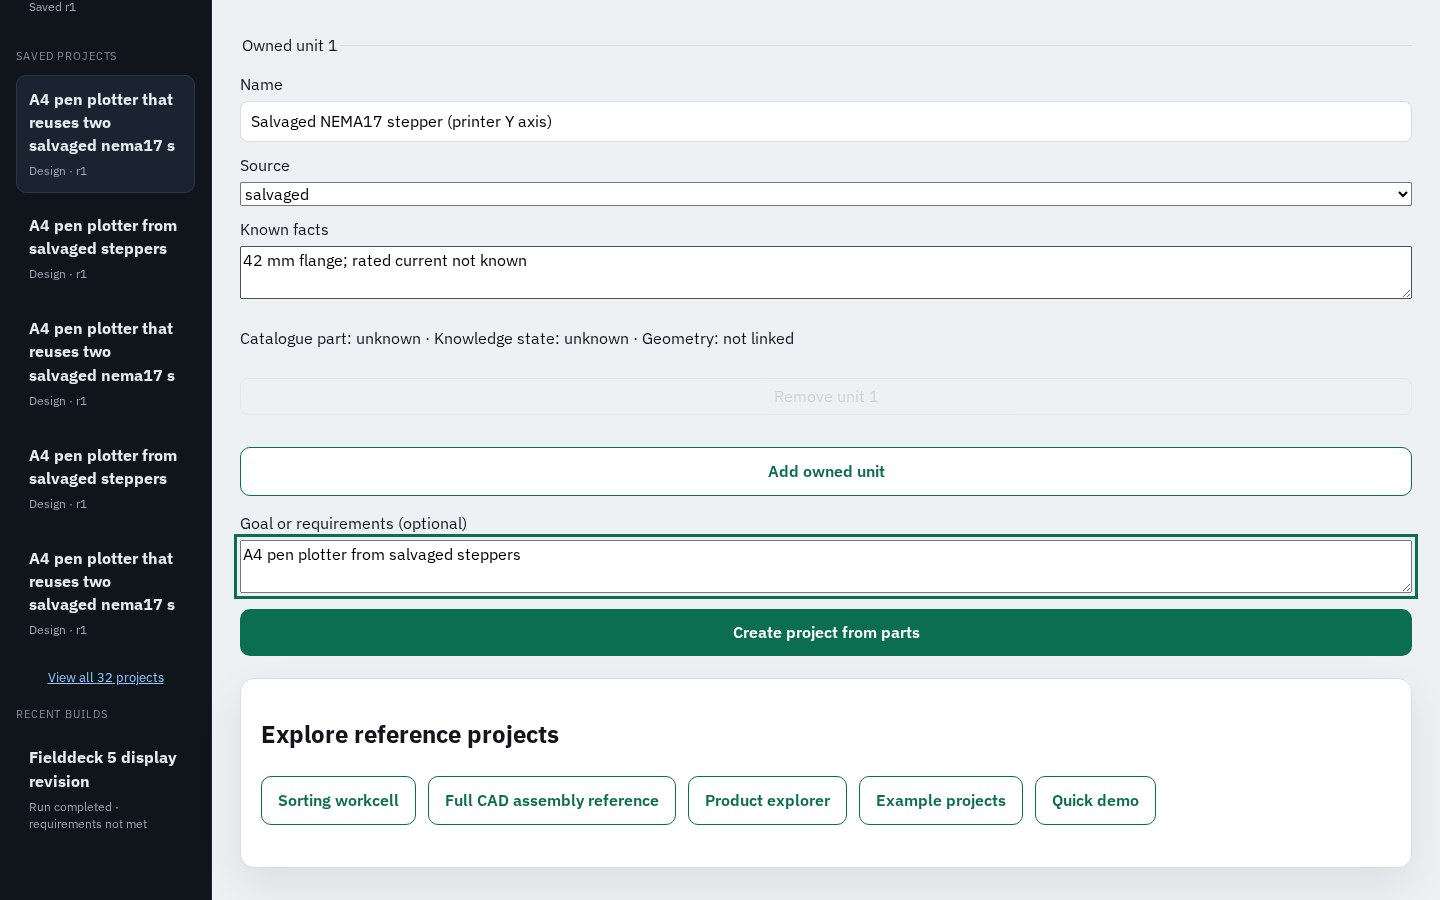 Saved r1
SAVED PROJECTS
A4 pen plotter that
reuses two
salvaged nema17 s
Design · r1
A4 pen plotter from
salvaged steppers
Design · r1
A4 pen plotter that
reuses two
salvaged nema17 s
Design · r1
A4 pen plotter from
salvaged steppers
Design · r1
A4 pen plotter that
reuses two
salvaged nema17 s
Design · r1
View all 32 projects
RECENT BUILDS
Fielddeck 5 display
revision
Run completed ·
requirements not met
Owned unit 1
Name
Salvaged NEMA17 stepper (printer Y axis)
Source
salvaged
Known facts
42 mm flange; rated current not known
Catalogue part: unknown · Knowledge state: unknown · Geometry: not linked
Remove unit 1
Add owned unit
Goal or requirements (optional)
A4 pen plotter from salvaged steppers
Create project from parts
Explore reference projects
Sorting workcell
Full CAD assembly reference
Product explorer
Example projects
Quick demo